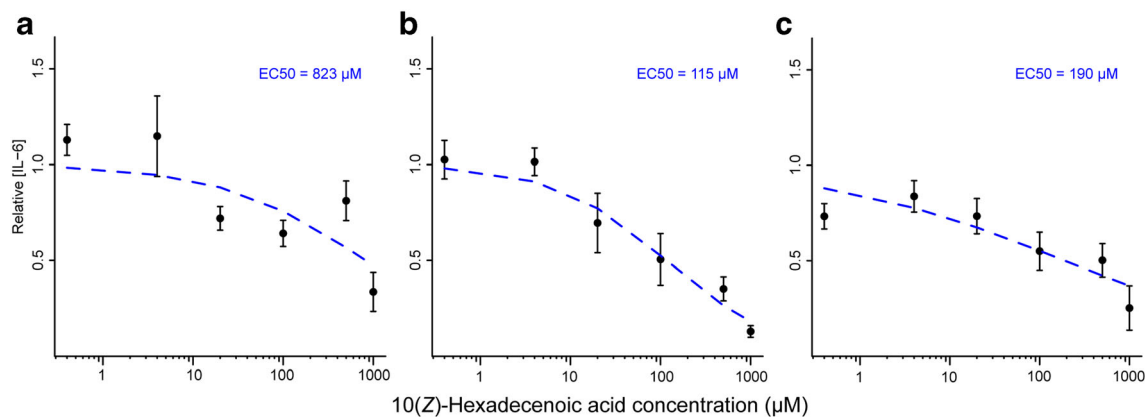 a
b
c
EC50 = 823 µM
EC50 = 115 µM
EC50 = 190 µM
Relative [IL−6]
1.5
1.0
0.5
1.5
1.0
0.5
1.5
1.0
0.5
1 10 100 1000
1 10 100 1000
1 10 100 1000
10(Z)-Hexadecenoic acid concentration (µM)